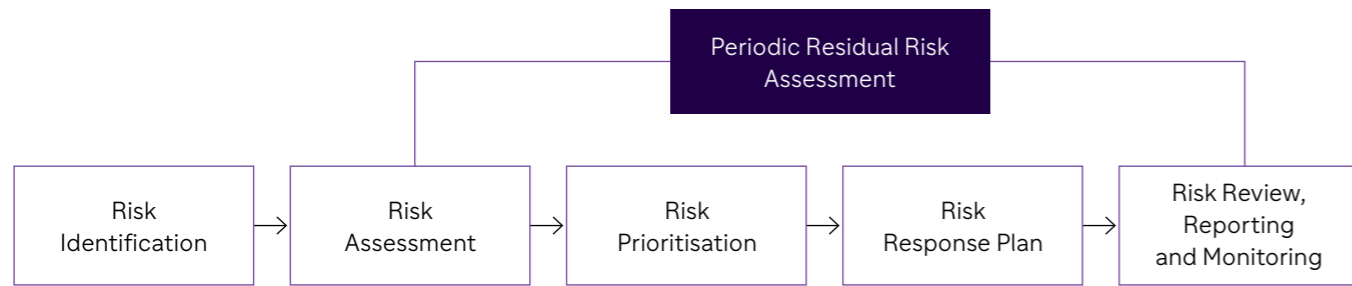 Periodic Residual Risk
Assessment
Risk
Identification
Risk
Assessment
Risk
Prioritisation
Risk
Response Plan
Risk Review,
Reporting
and Monitoring